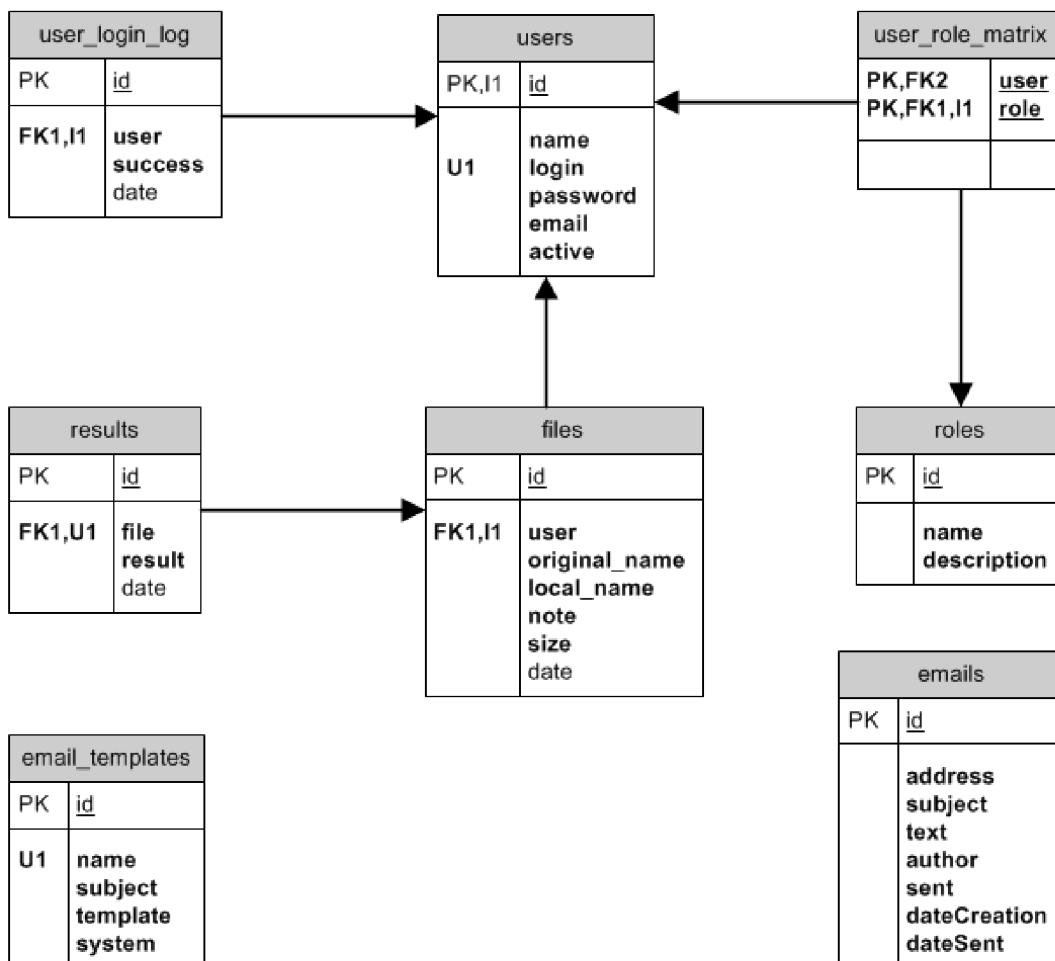 user_login_log
PK id
FK1,I1 user
success
date
users
PK,I1 id
name
U1 login
password
email
active
user_role_matrix
PK,FK2 user
PK,FK1,I1 role
results
PK id
FK1,U1 file
result
date
files
PK id
FK1,I1 user
original_name
local_name
note
size
date
roles
PK id
name
description
email_templates
PK id
U1 name
subject
template
system
emails
PK id
address
subject
text
author
sent
dateCreation
dateSent